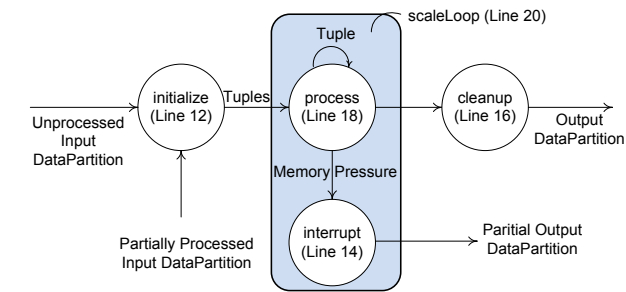 scaleLoop (Line 20)
Tuple
initialize
(Line 12)
Tuples
process
(Line 18)
cleanup
(Line 16)
Unprocessed
Input
DataPartition
Output
DataPartition
Memory Pressure
interrupt
(Line 14)
Partially Processed
Input DataPartition
Paritial Output
DataPartition